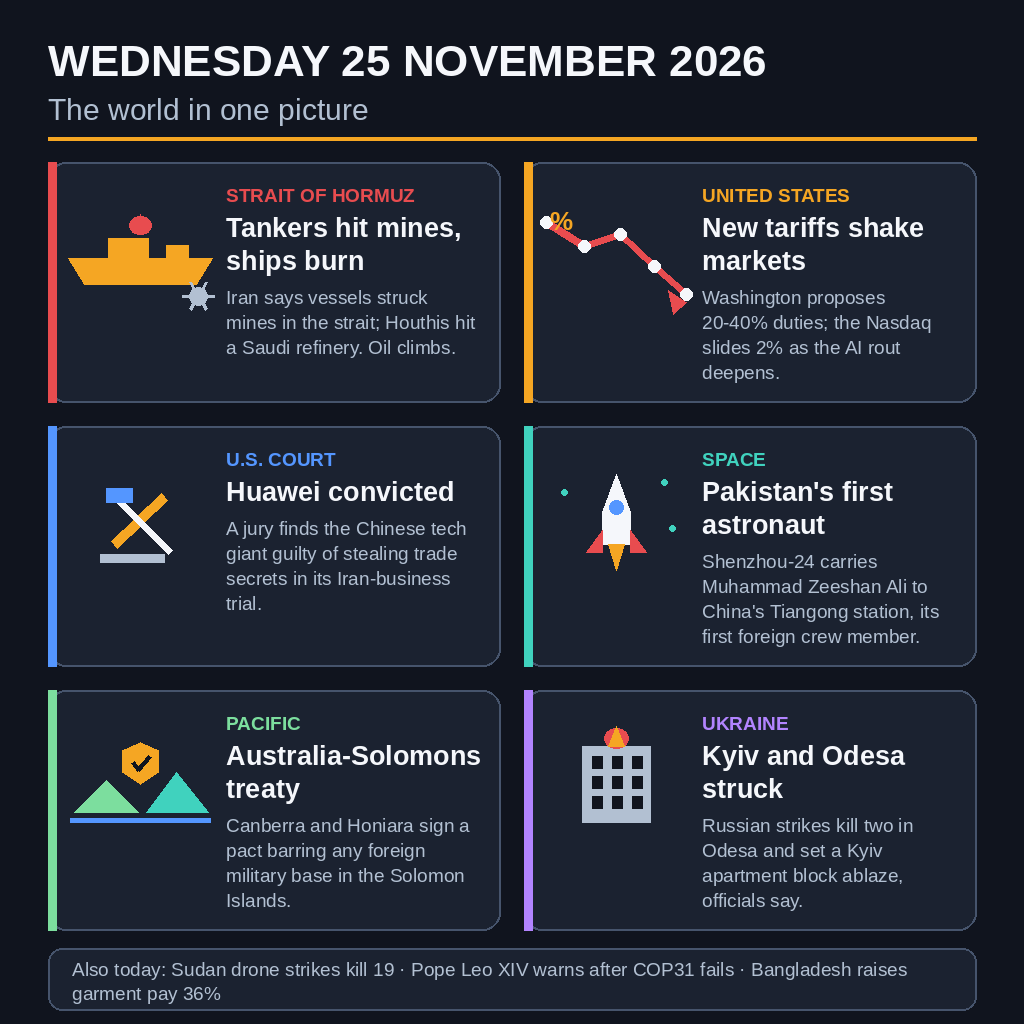 WEDNESDAY 25 NOVEMBER 2026
The world in one picture
STRAIT OF HORMUZ
Tankers hit mines,
ships burn
Iran says vessels struck
mines in the strait; Houthis hit
a Saudi refinery. Oil climbs.
%
UNITED STATES
New tariffs shake
markets
Washington proposes
20-40% duties; the Nasdaq
slides 2% as the AI rout
deepens.
U.S. COURT
Huawei convicted
A jury finds the Chinese tech
giant guilty of stealing trade
secrets in its Iran-business
trial.
SPACE
Pakistan's first
astronaut
Shenzhou-24 carries
Muhammad Zeeshan Ali to
China's Tiangong station, its
first foreign crew member.
PACIFIC
Australia-Solomons
treaty
Canberra and Honiara sign a
pact barring any foreign
military base in the Solomon
Islands.
UKRAINE
Kyiv and Odesa
struck
Russian strikes kill two in
Odesa and set a Kyiv
apartment block ablaze,
officials say.
Also today: Sudan drone strikes kill 19 · Pope Leo XIV warns after COP31 fails · Bangladesh raises
garment pay 36%